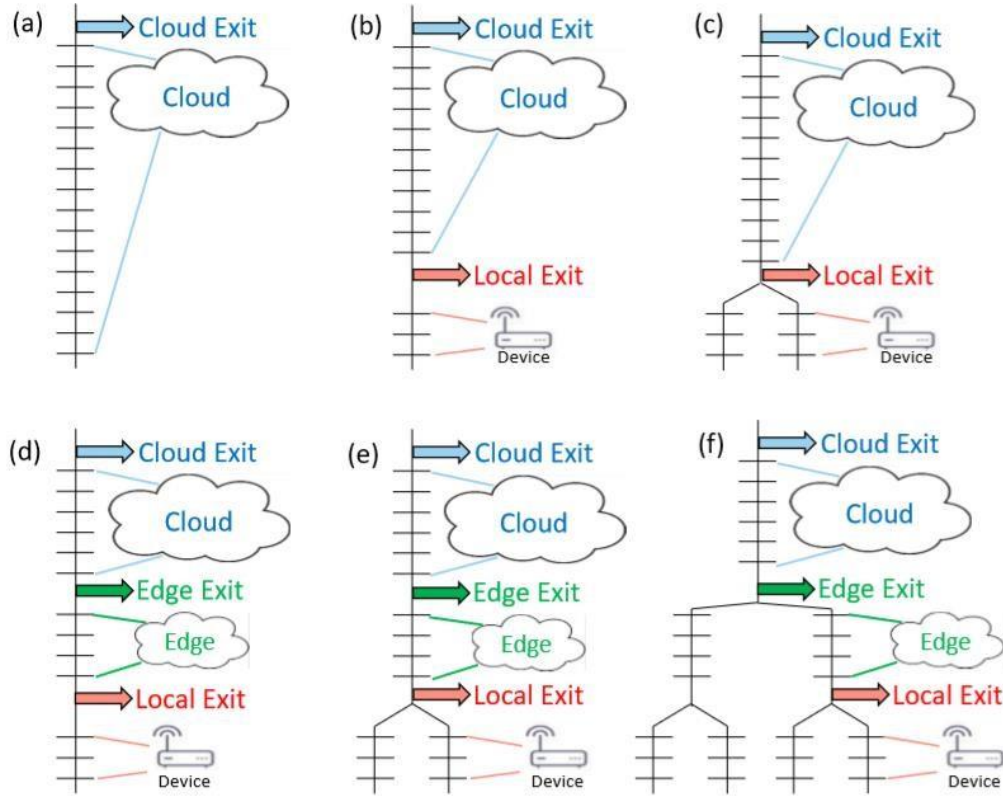 (a)
Cloud Exit
Cloud
(b)
Cloud Exit
Cloud
Local Exit
Device
(c)
Cloud Exit
Cloud
Local Exit
Device
(d)
Cloud Exit
Cloud
Edge Exit
Edge
Local Exit
Device
(e)
Cloud Exit
Cloud
Edge Exit
Edge
Local Exit
Device
(f)
Cloud Exit
Cloud
Edge Exit
Edge
Local Exit
Device